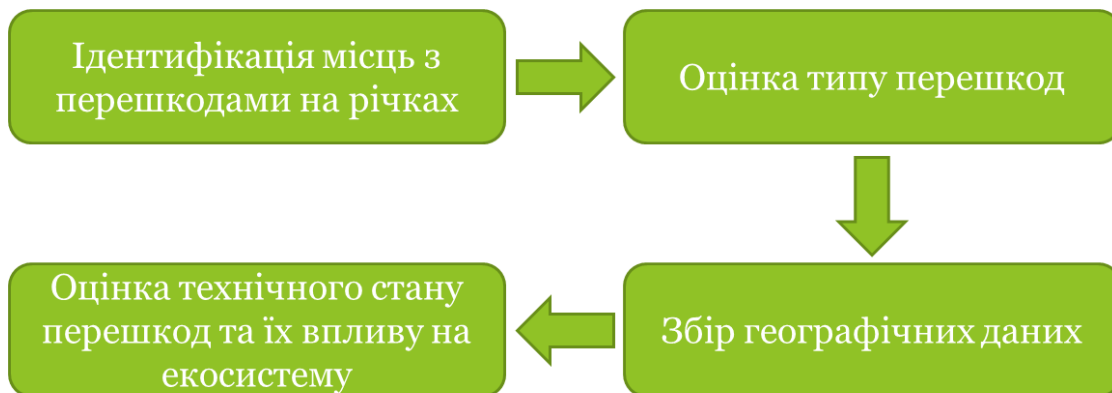 Ідентифікація місць з
перешкодами на річках
Оцінка типу перешкод
Збір географічних даних
Оцінка технічного стану
перешкод та їх впливу на
екосистему